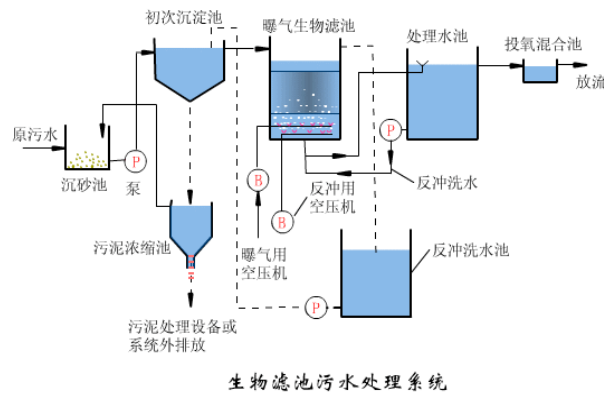 初次沉淀池
曝气生物滤池
处理水池
投氧混合池
放流
原污水
P
P
沉砂池
泵
B
反冲用
空压机
反冲洗水
B
污泥浓缩池
曝气用
空压机
反冲洗水池
P
污泥处理设备或
系统外排放
生物滤池污水处理系统